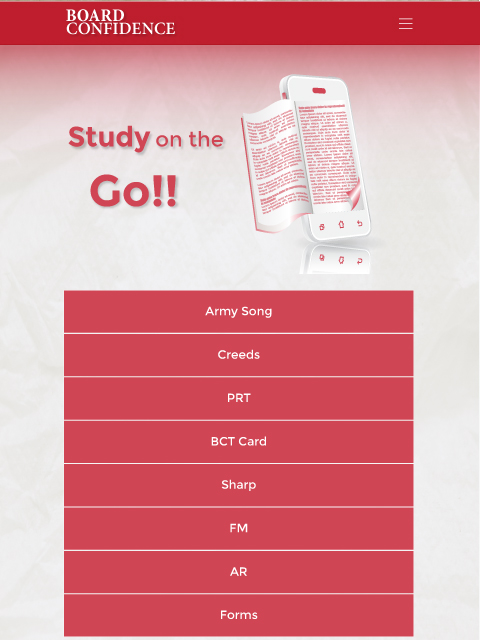 BOARD
CONFIDENCE
Study on the
Go!!
Army Song
Creeds
PRT
BCT Card
Sharp
FM
AR
Forms